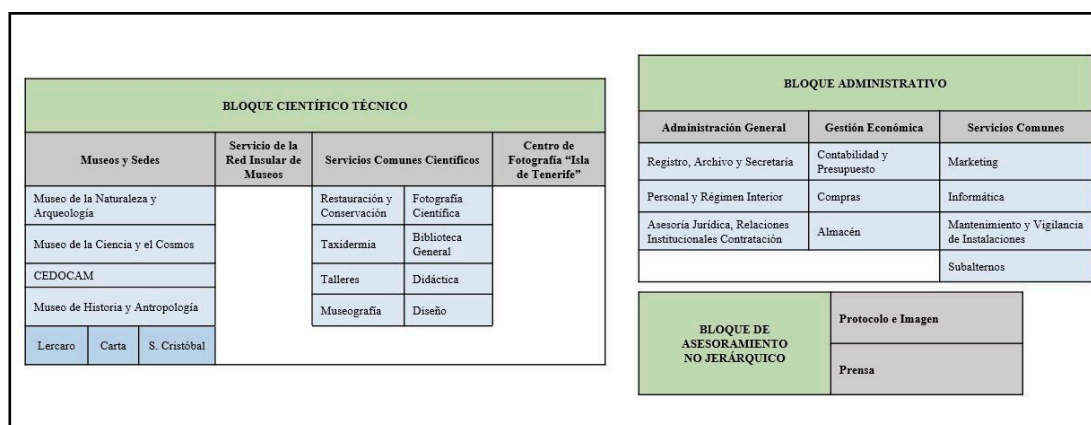 BLOQUE CIENTÍFICO TÉCNICO
Museos y Sedes
Servicio de la
Red Insular de
Museos
Servicios Comunes Científicos
Centro de
Fotografía “Isla
de Tenerife”
Museo de la Naturaleza y
Arqueología
Museo de la Ciencia y el Cosmos
CEDOCAM
Museo de Historia y Antropología
Lercaro
Carta
S. Cristóbal
Restauración y
Conservación
Fotografía
Científica
Taxidermia
Biblioteca
General
Talleres
Didáctica
Museografía
Diseño
BLOQUE ADMINISTRATIVO
Administración General
Gestión Económica
Servicios Comunes
Registro, Archivo y Secretaría
Contabilidad y
Presupuesto
Marketing
Personal y Régimen Interior
Compras
Informática
Asesoría Jurídica, Relaciones
Institucionales Contratación
Almacén
Mantenimiento y Vigilancia
de Instalaciones
Subalternos
BLOQUE DE
ASESORAMIENTO
NO JERÁRQUICO
Protocolo e Imagen
Prensa